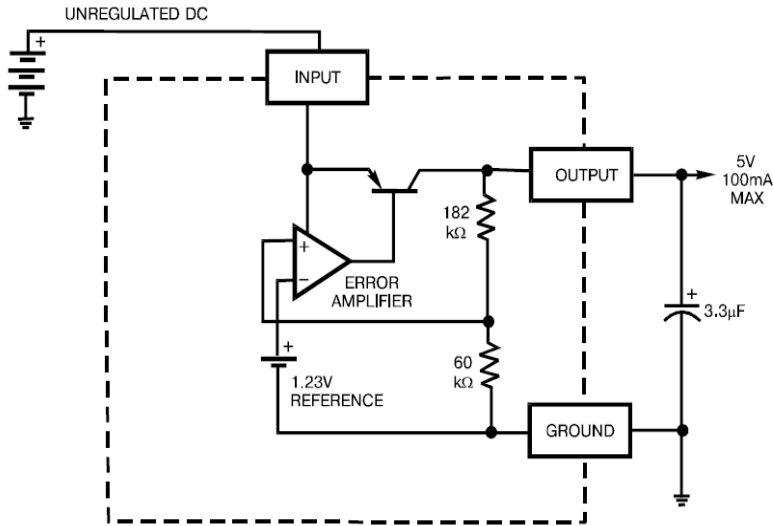 UNREGULATED DC
+
INPUT
OUTPUT
5V
100mA
MAX
182
kΩ
+
−
ERROR
AMPLIFIER
+
3.3µF
+
1.23V
REFERENCE
60
kΩ
GROUND